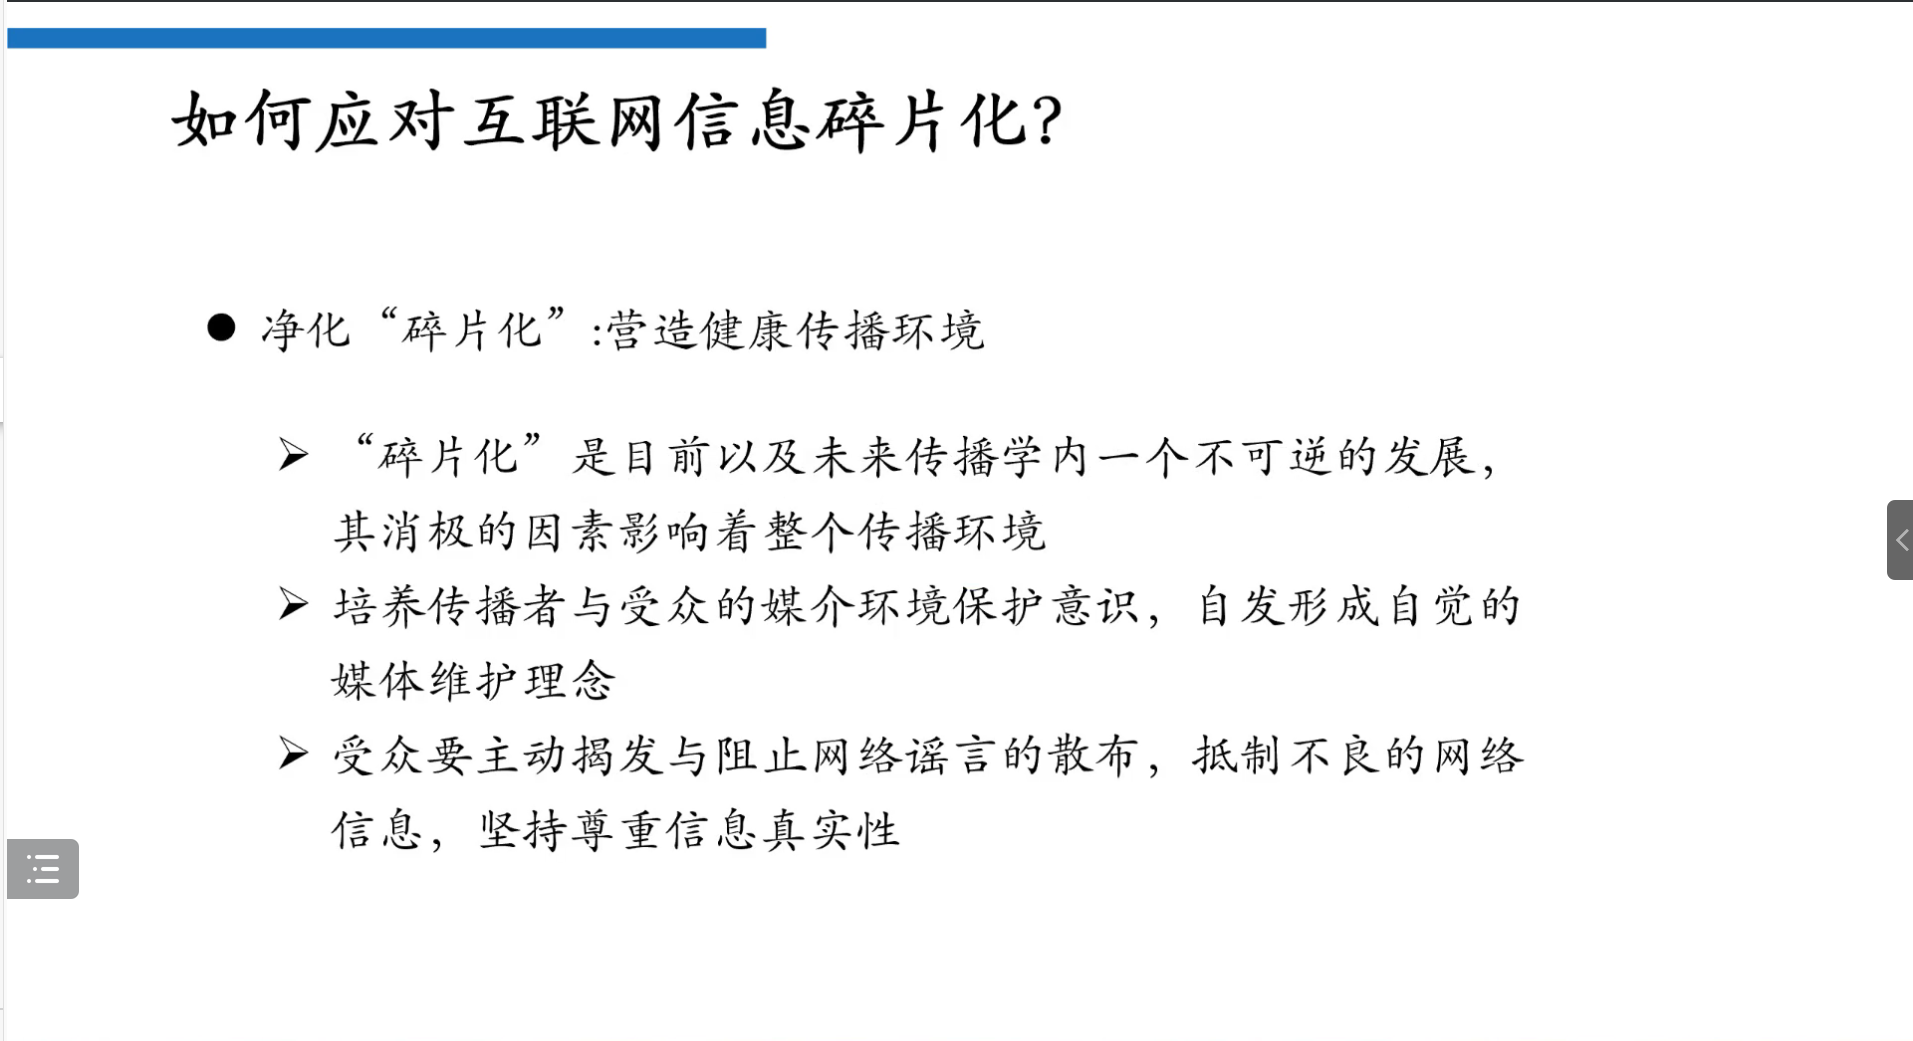 如何应对互联网信息碎片化?
● 净化“碎片化”:营造健康传播环境
➢ “碎片化”是目前以及未来传播学内一个不可逆的发展，
其消极的因素影响着整个传播环境
➢ 培养传播者与受众的媒介环境保护意识，自发形成自觉的
媒体维护理念
➢ 受众要主动揭发与阻止网络谣言的散布，抵制不良的网络
信息，坚持尊重信息真实性